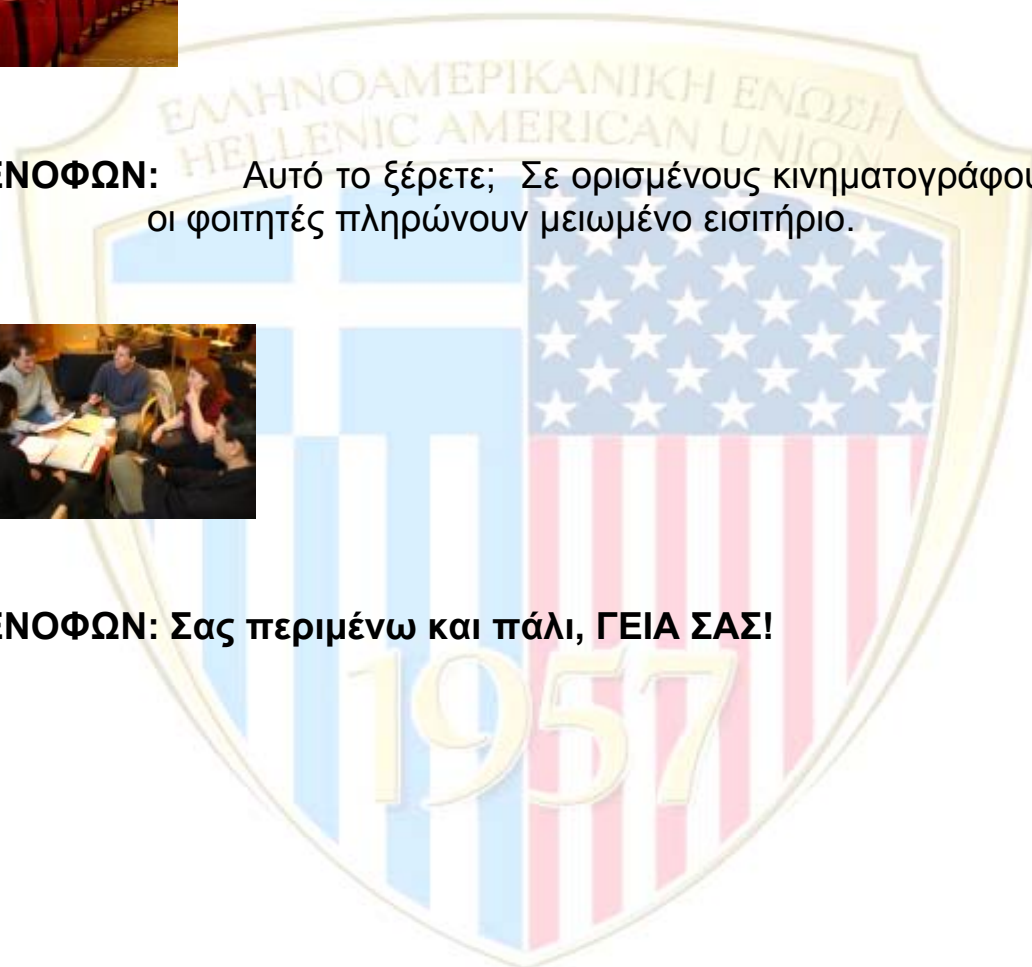 ΕΛΛΗΝΟΑΜΕΡΙΚΑΝΙΚΗ ΕΝΩΣΗ
HELLENIC AMERICAN UNION
ΕΝΟΦΩΝ: Αυτό το ξέρετε; Σε ορισμένους κινηματογράφου
οι φοιτητές πληρώνουν μειωμένο εισιτήριο.
ΕΝΟΦΩΝ: Σας περιμένω και πάλι, ΓΕΙΑ ΣΑΣ!
1957